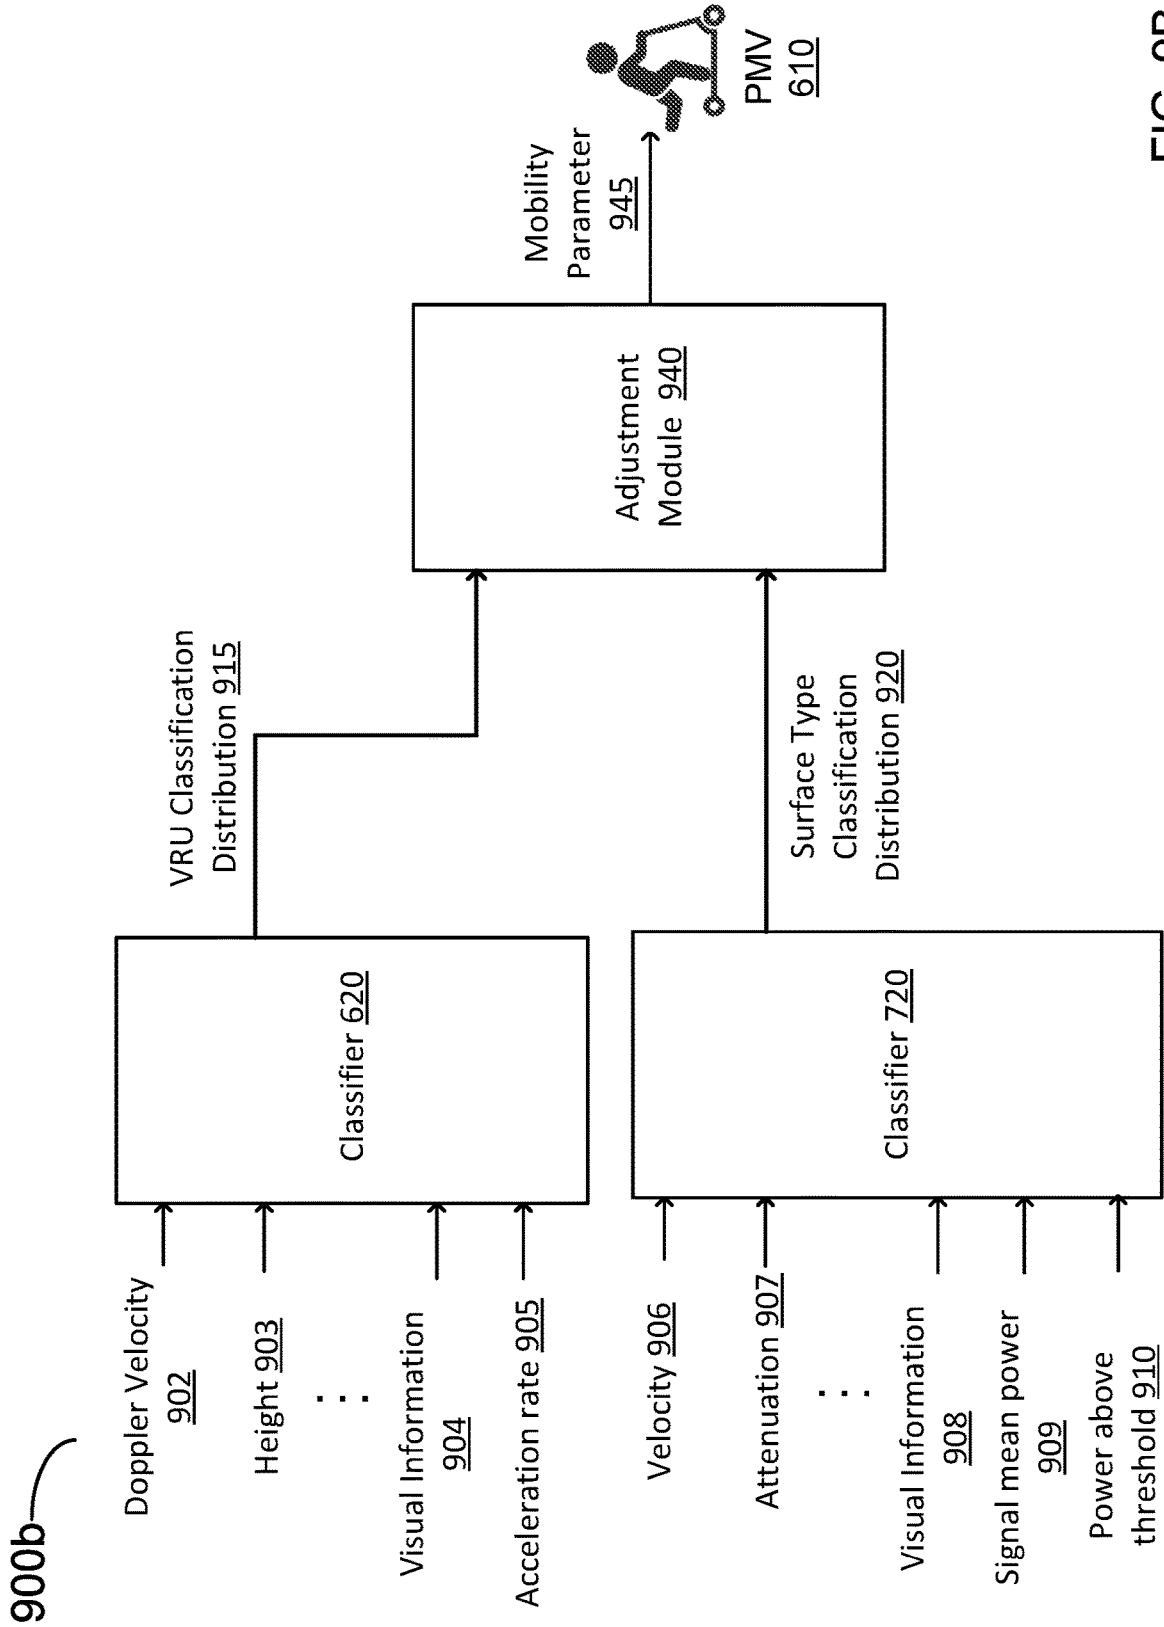 900b
Doppler Velocity
902
Height 903
...
Visual Information
904
Acceleration rate 905
Classifier 620
VRU Classification
Distribution 915
Velocity 906
Attenuation 907
...
Visual Information
908
Signal mean power
909
Power above
threshold 910
Classifier 720
Surface Type
Classification
Distribution 920
Adjustment
Module 940
Mobility
Parameter
945
PMV
610